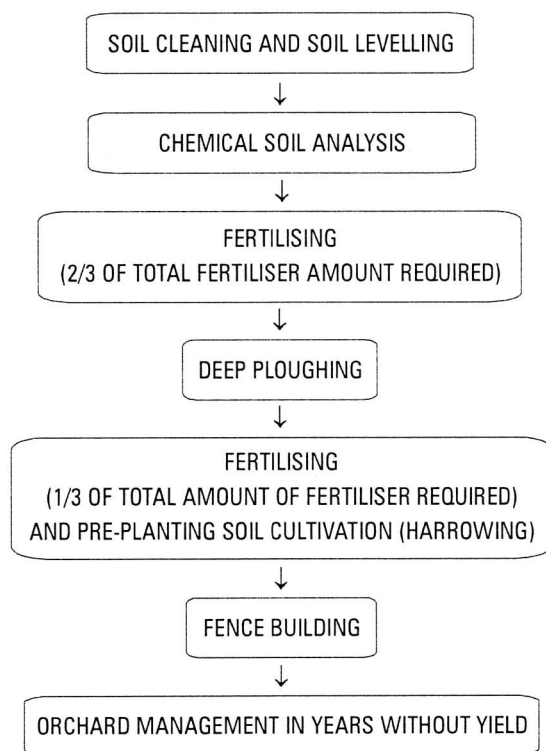 SOIL CLEANING AND SOIL LEVELLING
↓
CHEMICAL SOIL ANALYSIS
↓
FERTILISING
(2/3 OF TOTAL FERTILISER AMOUNT REQUIRED)
↓
DEEP PLOUGHING
↓
FERTILISING
(1/3 OF TOTAL AMOUNT OF FERTILISER REQUIRED)
AND PRE-PLANTING SOIL CULTIVATION (HARROWING)
↓
FENCE BUILDING
↓
ORCHARD MANAGEMENT IN YEARS WITHOUT YIELD